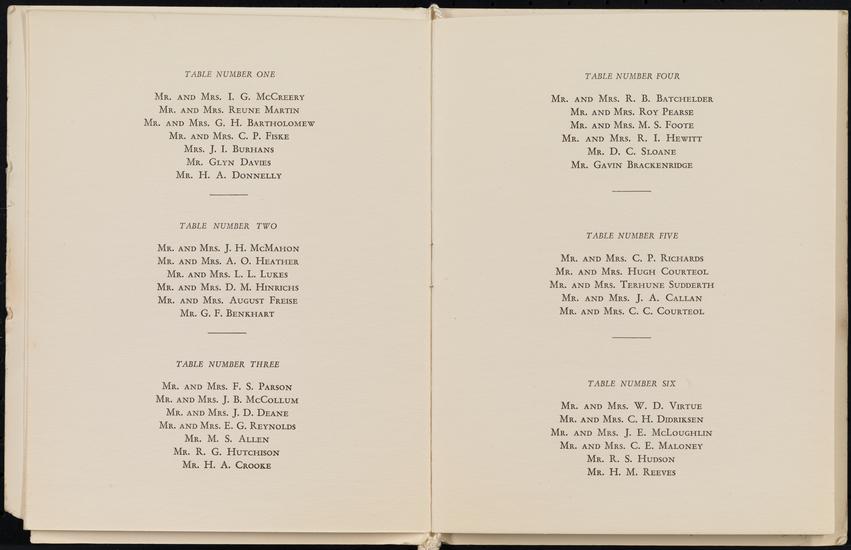 TABLE NUMBER ONE
Mr. and Mrs. I. G. McCreery
Mr. and Mrs. Reune Martin
Mr. and Mrs. G. H. Bartholomew
Mr. and Mrs. C. P. Fiske
Mrs. J. I. Burhans
Mr. Glyn Davies
Mr. H. A. Donnelly
TABLE NUMBER TWO
Mr. and Mrs. J. H. McMahon
Mr. and Mrs. A. O. Heather
Mr. and Mrs. L. L. Lukes
Mr. and Mrs. D. M. Hinrichs
Mr. and Mrs. August Freise
Mr. G. F. Benkhart
TABLE NUMBER THREE
Mr. and Mrs. F. S. Parson
Mr. and Mrs. J. B. McCollum
Mr. and Mrs. J. D. Deane
Mr. and Mrs. E. G. Reynolds
Mr. M. S. Allen
Mr. R. G. Hutchison
Mr. H. A. Crooke
TABLE NUMBER FOUR
Mr. and Mrs. R. B. Batchelder
Mr. and Mrs. Roy Pearse
Mr. and Mrs. M. S. Foote
Mr. and Mrs. R. I. Hewitt
Mr. D. C. Sloane
Mr. Gavin Brackenridge
TABLE NUMBER FIVE
Mr. and Mrs. C. P. Richards
Mr. and Mrs. Hugh Courteol
Mr. and Mrs. Terhune Sudderth
Mr. and Mrs. J. A. Callan
Mr. and Mrs. C. C. Courteol
TABLE NUMBER SIX
Mr. and Mrs. W. D. Virtue
Mr. and Mrs. C. H. Didriksen
Mr. and Mrs. J. E. McLoughlin
Mr. and Mrs. C. E. Maloney
Mr. R. S. Hudson
Mr. H. M. Reeves